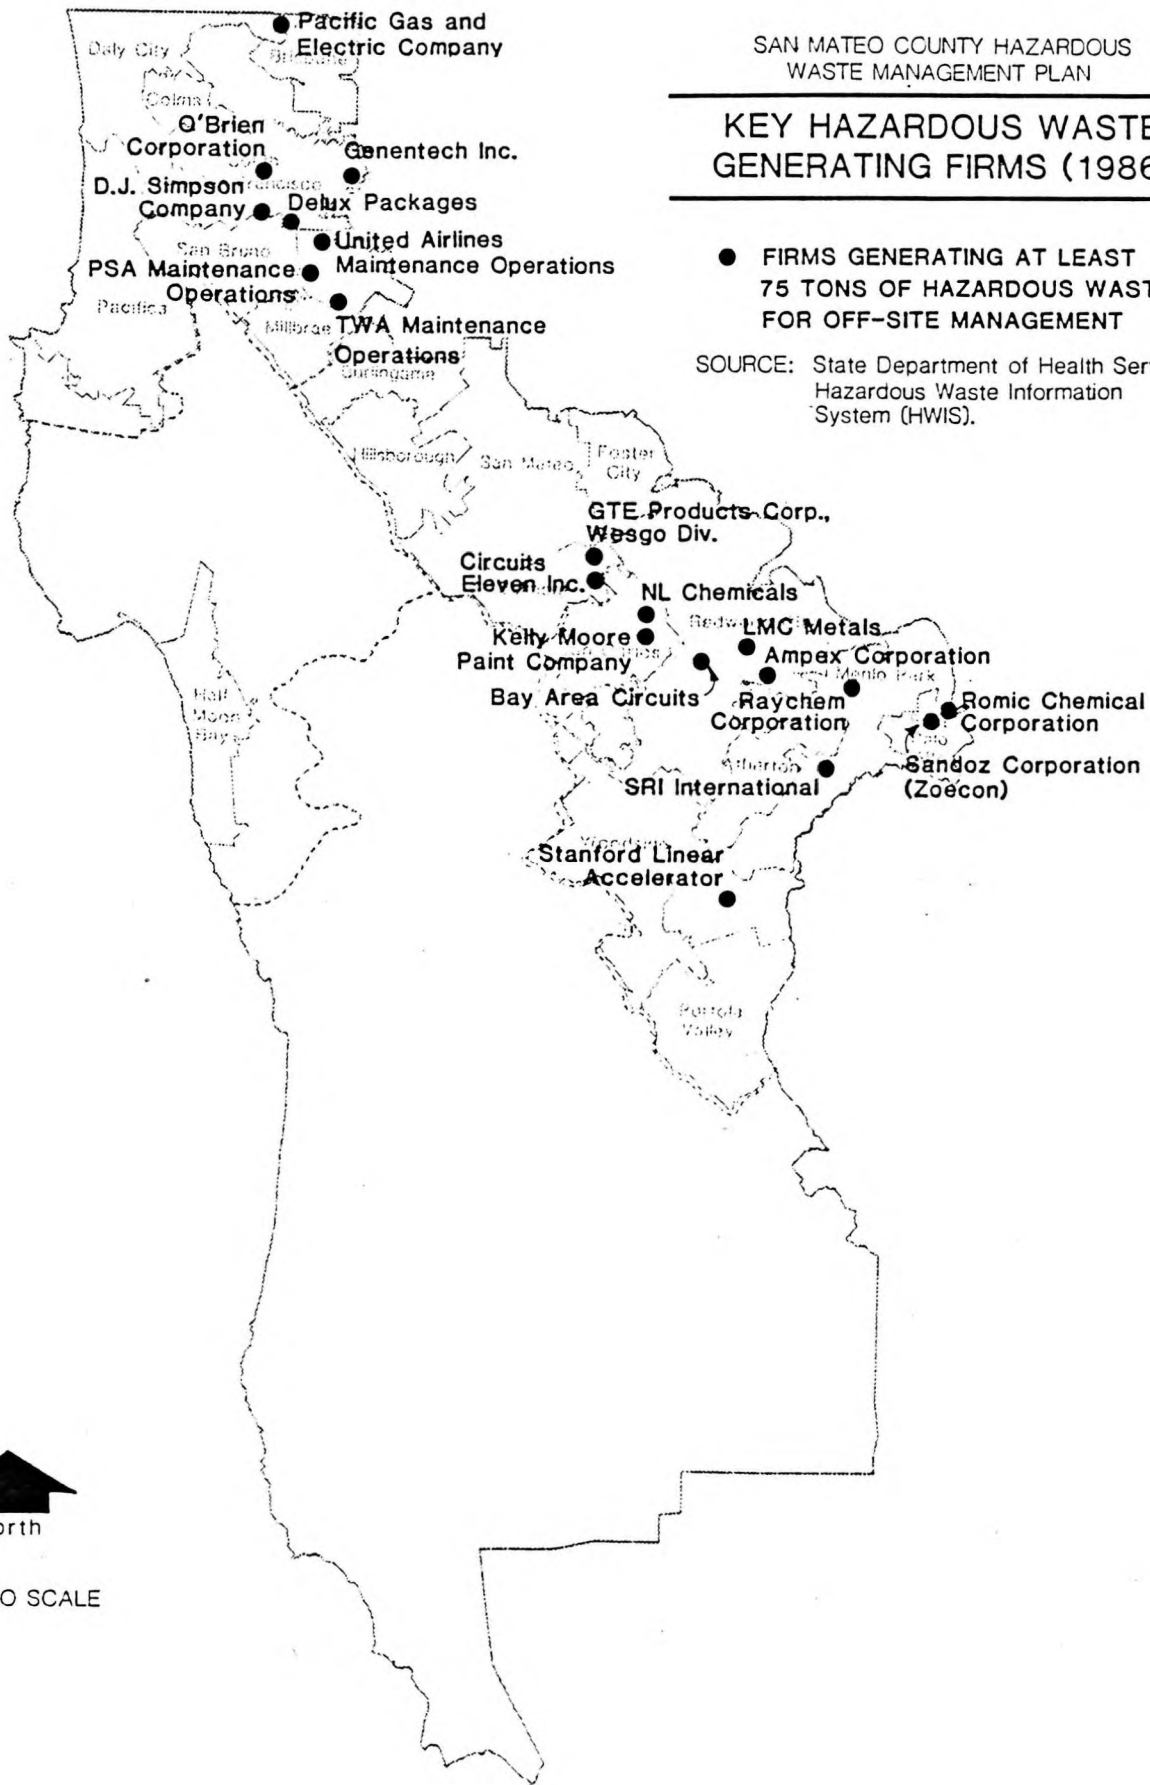 SAN MATEO COUNTY HAZARDOUS
WASTE MANAGEMENT PLAN
KEY HAZARDOUS WASTE
GENERATING FIRMS (1986
● FIRMS GENERATING AT LEAST
75 TONS OF HAZARDOUS WAST
FOR OFF-SITE MANAGEMENT
SOURCE: State Department of Health Ser
Hazardous Waste Information
System (HWIS).
Pacific Gas and
Electric Company
Daly City
Brisbane
Colma
O'Brien
Corporation
Genentech Inc.
Francisco
D.J. Simpson
Company
Delux Packages
San Bruno
United Airlines
Maintenance Operations
PSA Maintenance
Operations
Pacifica
Millbrae
TWA Maintenance
Operations
Burlingame
Hillsborough
San Mateo
Foster
City
GTE Products Corp.,
Wesgo Div.
Circuits
Eleven Inc.
NL Chemicals
Kelly Moore
Paint Company
LMC Metals
Ampex Corporation
Menlo Park
Bay Area Circuits
Raychem
Corporation
Romic Chemical
Corporation
Half
Moon
Bay
Atherton
Sandoz Corporation
(Zoecon)
SRI International
Stanford Linear
Accelerator
Portola
Valley
orth
O SCALE